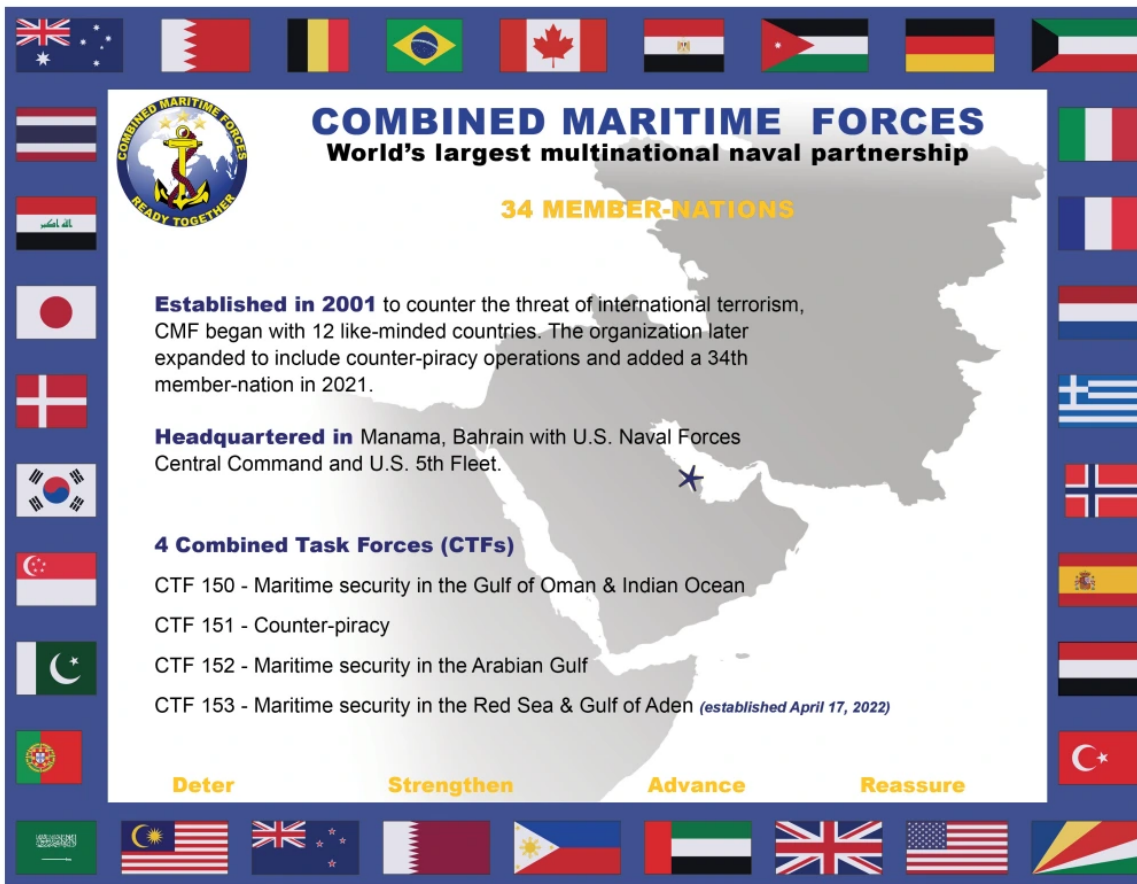 COMBINED MARITIME FORCES
READY TOGETHER
COMBINED MARITIME FORCES
World's largest multinational naval partnership
34 MEMBER-NATIONS
Established in 2001 to counter the threat of international terrorism,
CMF began with 12 like-minded countries. The organization later
expanded to include counter-piracy operations and added a 34th
member-nation in 2021.
Headquartered in Manama, Bahrain with U.S. Naval Forces
Central Command and U.S. 5th Fleet.
4 Combined Task Forces (CTFs)
CTF 150 - Maritime security in the Gulf of Oman & Indian Ocean
CTF 151 - Counter-piracy
CTF 152 - Maritime security in the Arabian Gulf
CTF 153 - Maritime security in the Red Sea & Gulf of Aden (established April 17, 2022)
Deter Strengthen Advance Reassure